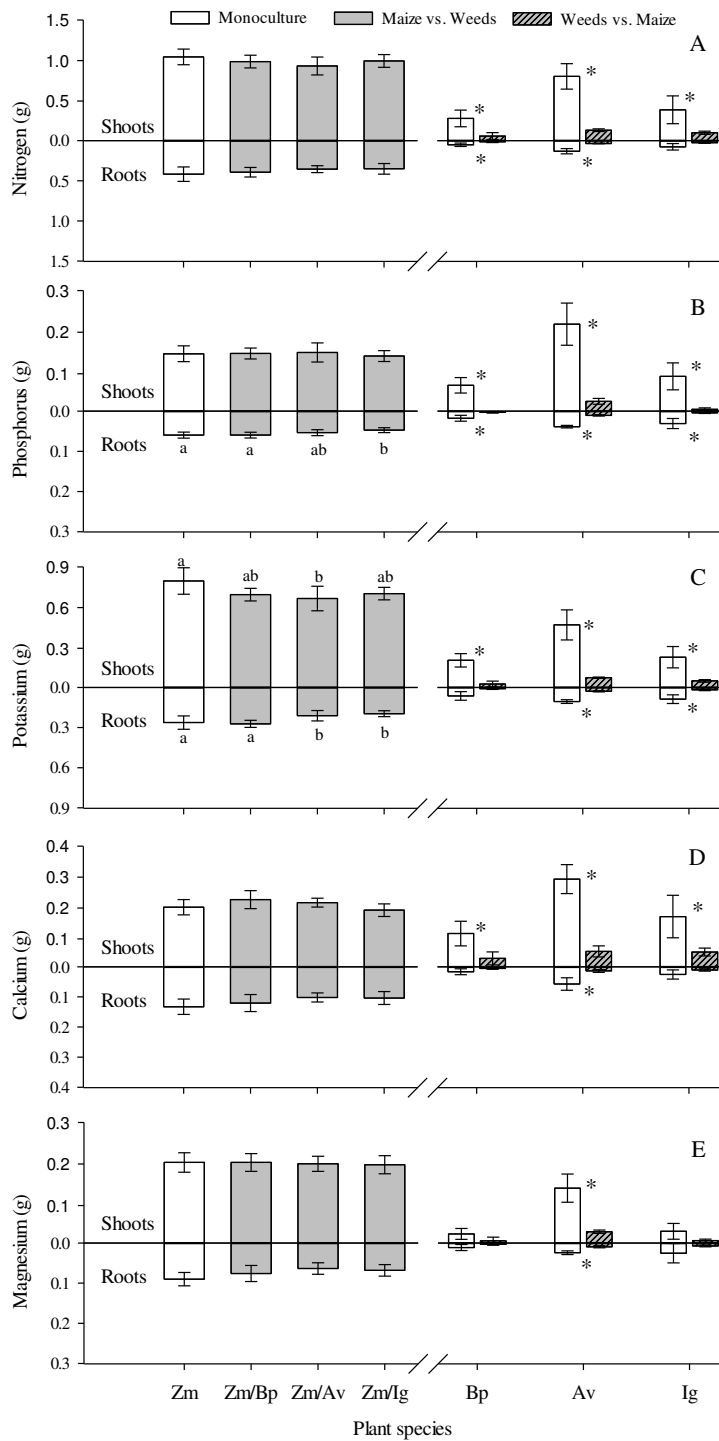 Monoculture Maize vs. Weeds Weeds vs. Maize
A
Nitrogen (g)
1.5
1.0
0.5
0.0
0.5
1.0
1.5
Shoots
Roots
* * *
* *
B
Phosphorus (g)
0.3
0.2
0.1
0.0
0.1
0.2
0.3
Shoots
Roots
a a ab b
* * *
* * *
C
Potassium (g)
0.9
0.6
0.3
0.0
0.3
0.6
0.9
a ab b ab
Shoots
Roots
a a b b
* * *
* *
D
Calcium (g)
0.4
0.3
0.2
0.1
0.0
0.1
0.2
0.3
0.4
Shoots
Roots
* * *
*
E
Magnesium (g)
0.3
0.2
0.1
0.0
0.1
0.2
0.3
Shoots
Roots
*
*
Zm Zm/Bp Zm/Av Zm/Ig Bp Av Ig
Plant species